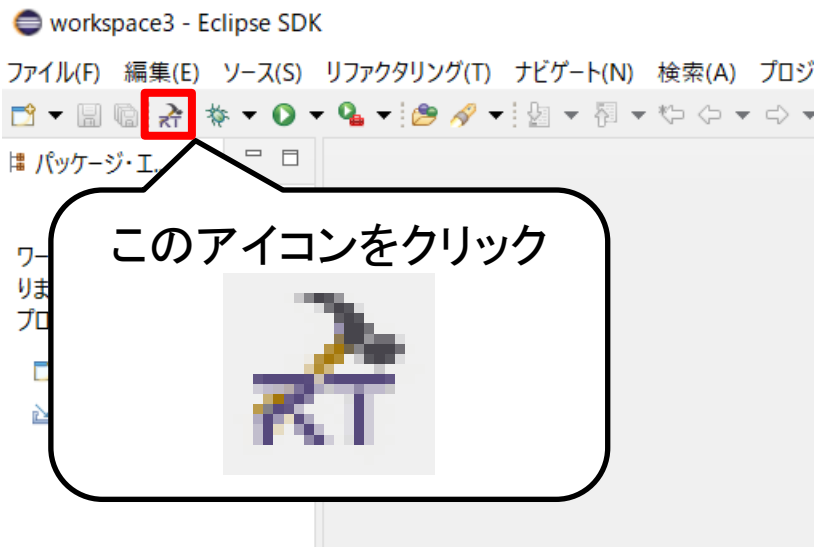 workspace3 - Eclipse SDK
ファイル(F) 編集(E) ソース(S) リファクタリング(T) ナビゲート(N) 検索(A) プロジ
RT
パッケージ・エ...
このアイコンをクリック
ワー
りま
プロ
RT